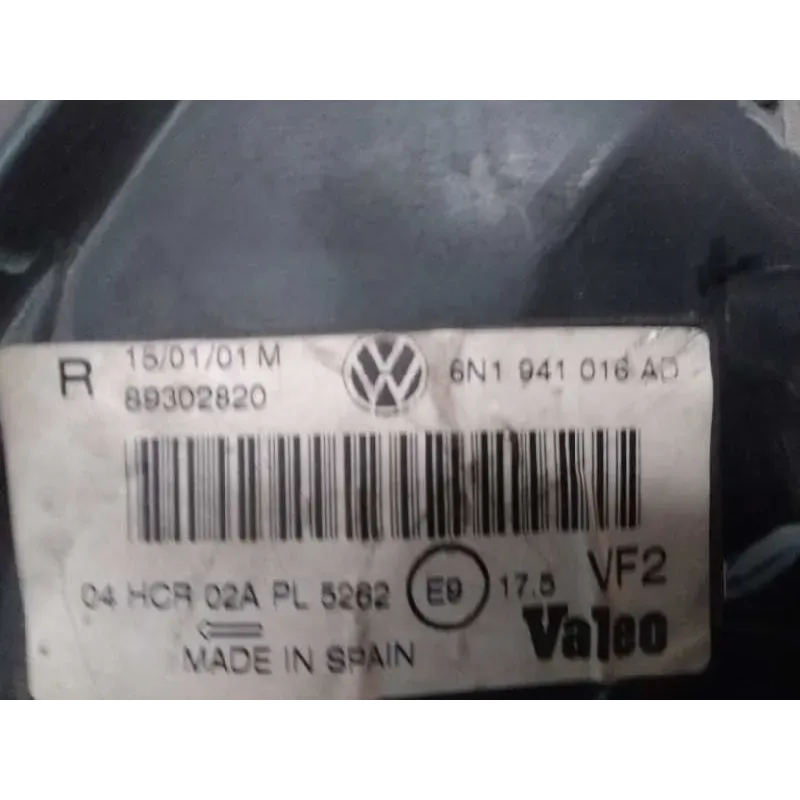 R 15/01/01 M
89302820
VW 6N1 941 016 AD
04 HCR 02A PL 5262 E9 17.5 VF2
MADE IN SPAIN
Valeo